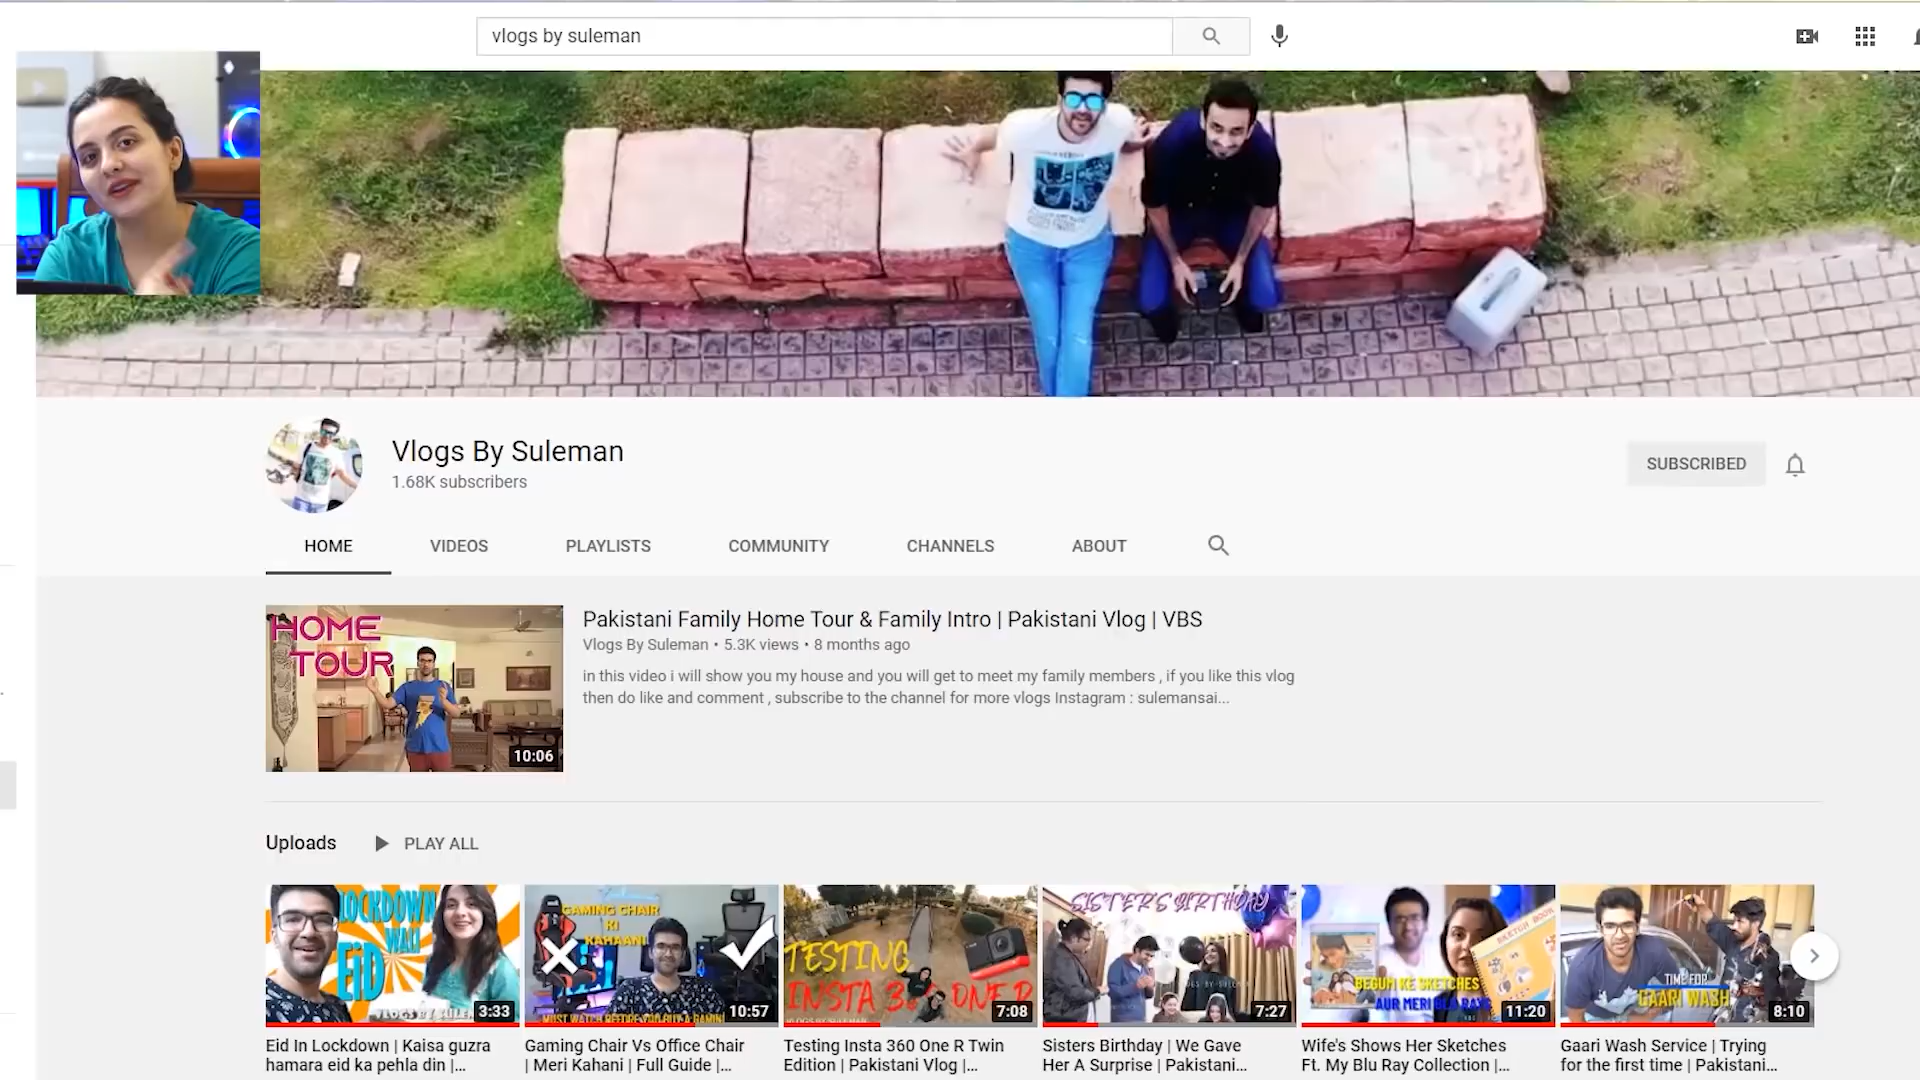 vlogs by suleman
Vlogs By Suleman
1.68K subscribers
SUBSCRIBED
HOME
VIDEOS
PLAYLISTS
COMMUNITY
CHANNELS
ABOUT
HOME
TOUR
10:06
Pakistani Family Home Tour & Family Intro | Pakistani Vlog | VBS
Vlogs By Suleman • 5.3K views • 8 months ago
in this video i will show you my house and you will get to meet my family members , if you like this vlog
then do like and comment , subscribe to the channel for more vlogs Instagram : sulemansai...
Uploads
PLAY ALL
LOCKDOWN
WALI
EiD
3:33
Eid In Lockdown | Kaisa guzra
hamara eid ka pehla din |...
GAMING CHAIR
KI
KAHAANI
MUST WATCH BEFORE YOU BUY A GAMING
10:57
Gaming Chair Vs Office Chair
| Meri Kahani | Full Guide |...
TESTING
INSTA 3 ONE R
VLOGS BY SULEMAN
7:08
Testing Insta 360 One R Twin
Edition | Pakistani Vlog |...
SISTER'S BIRTHDAY
7:27
Sisters Birthday | We Gave
Her A Surprise | Pakistani...
SKETCH BOOK
BEGUM KE SKETCHES
AUR MERI BLU RAYS
11:20
Wife's Shows Her Sketches
Ft. My Blu Ray Collection |...
TIME FOR
GAARI WASH
8:10
Gaari Wash Service | Trying
for the first time | Pakistani...